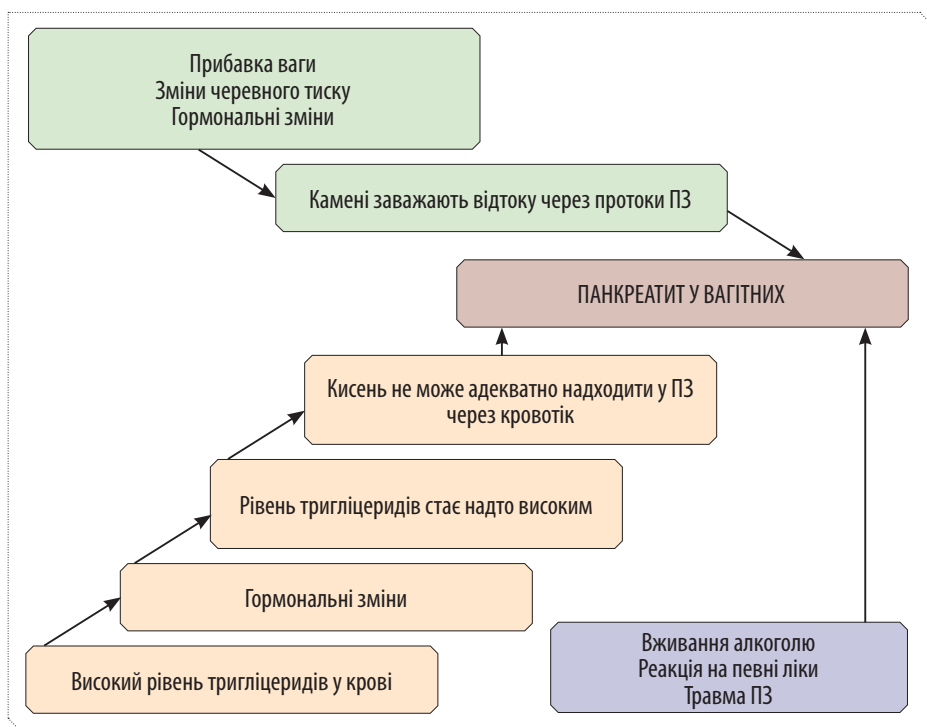 Прибавка ваги
Зміни черевного тиску
Гормональні зміни
Камені заважають відтоку через протоки ПЗ
ПАНКРЕАТИТ У ВАГІТНИХ
Кисень не може адекватно надходити у ПЗ
через кровотік
Рівень тригліцеридів стає надто високим
Гормональні зміни
Високий рівень тригліцеридів у крові
Вживання алкоголю
Реакція на певні ліки
Травма ПЗ